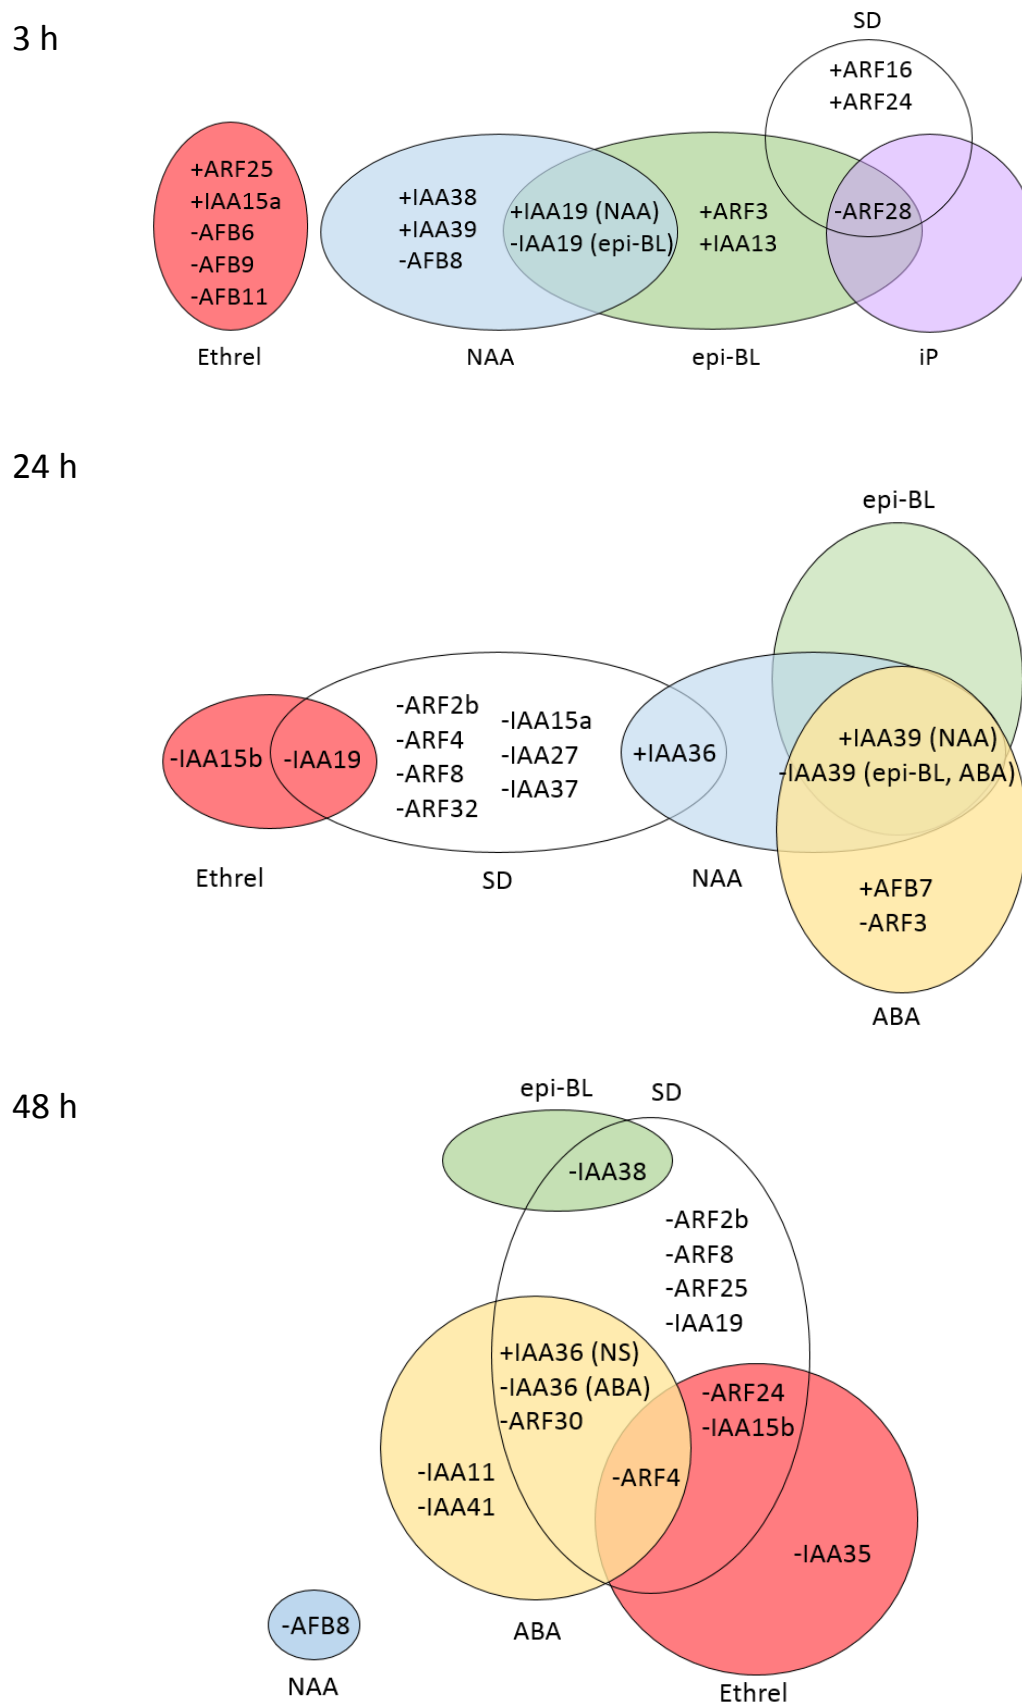 3 h
SD
+ARF16
+ARF24
+ARF25
+IAA15a
-AFB6
-AFB9
-AFB11
+IAA38
+IAA39
-AFB8
+IAA19 (NAA)
-IAA19 (epi-BL)
+ARF3
+IAA13
-ARF28
Ethrel
NAA
epi-BL
iP
24 h
epi-BL
-IAA15b
-IAA19
-ARF2b
-ARF4
-ARF8
-ARF32
-IAA15a
-IAA27
-IAA37
+IAA36
+IAA39 (NAA)
-IAA39 (epi-BL, ABA)
+AFB7
-ARF3
Ethrel
SD
NAA
ABA
48 h
epi-BL
SD
-IAA38
-ARF2b
-ARF8
-ARF25
-IAA19
+IAA36 (NS)
-IAA36 (ABA)
-ARF30
-ARF24
-IAA15b
-IAA11
-IAA41
-ARF4
-IAA35
-AFB8
ABA
NAA
Ethrel